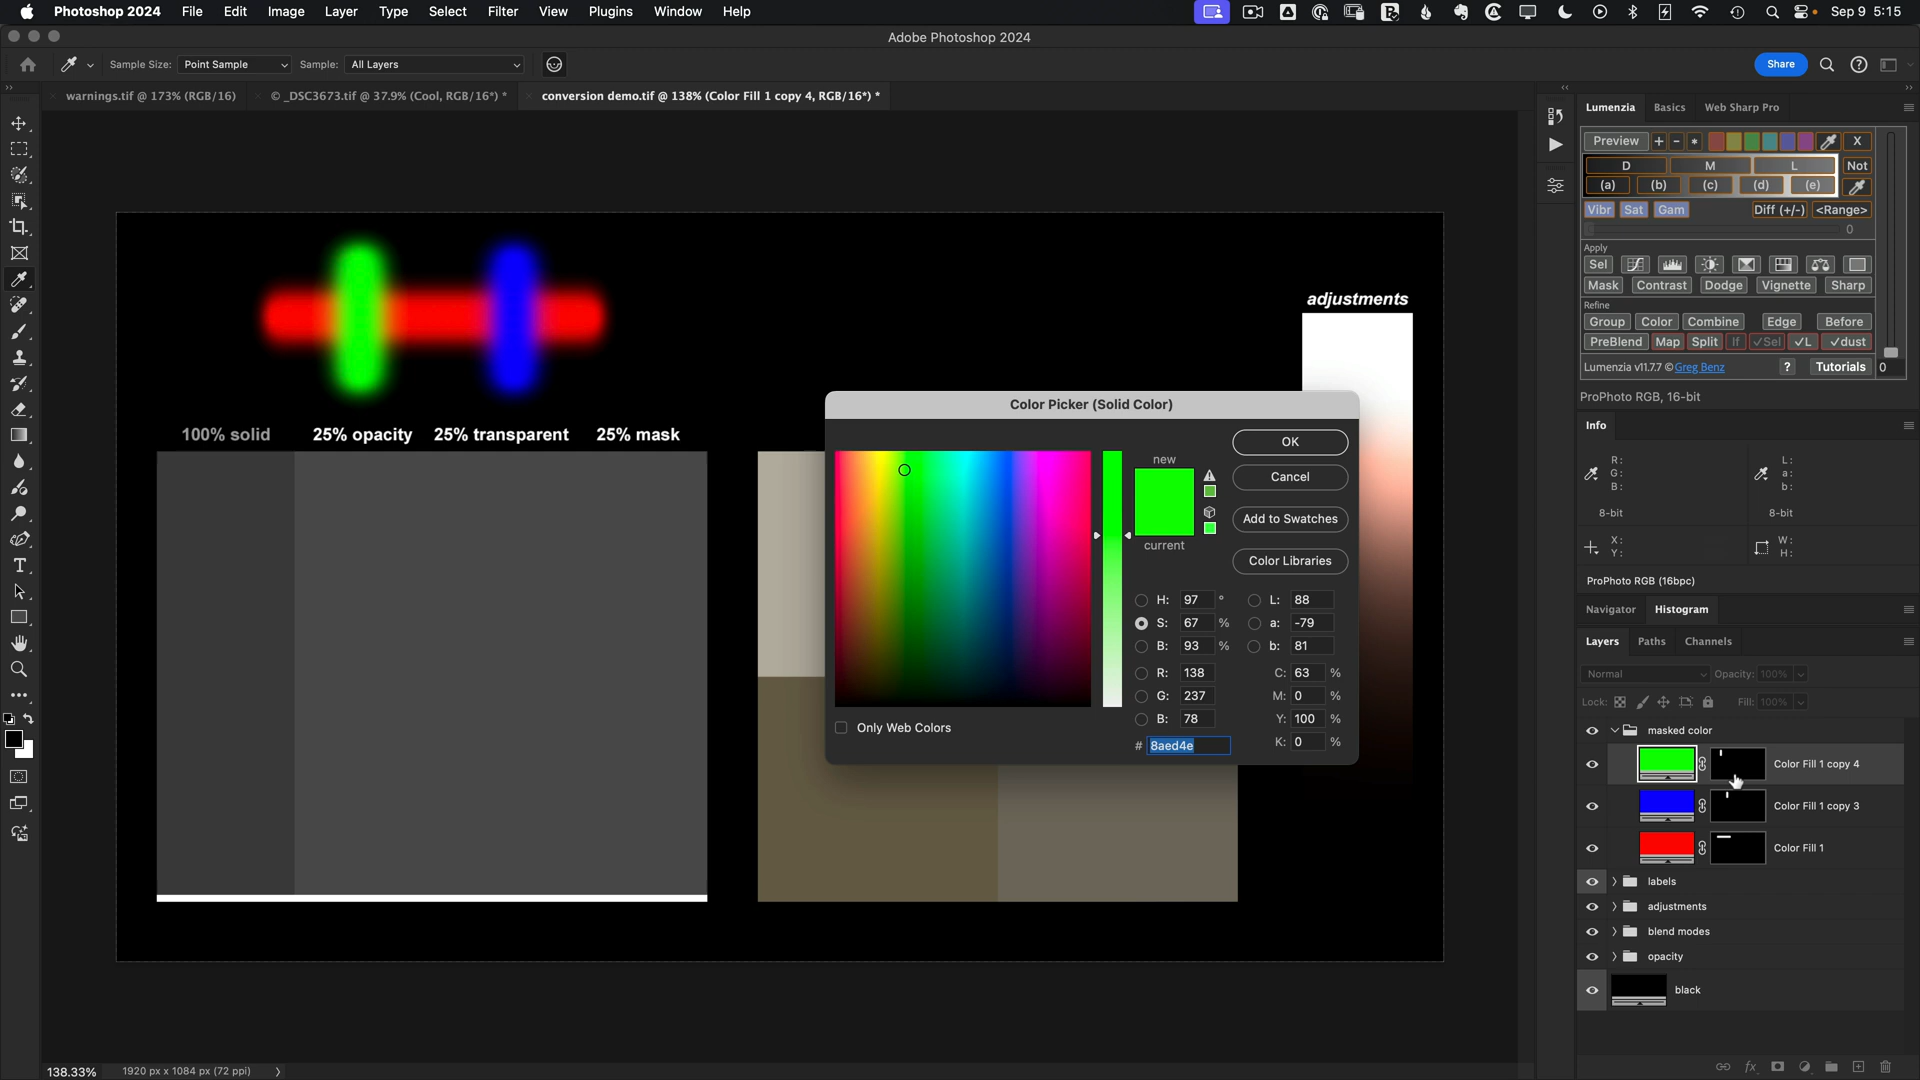 Photoshop 2024 File Edit Image Layer Type Select Filter View Plugins Window Help Sep 9 5:15
Adobe Photoshop 2024
Sample Size: Point Sample Sample: All Layers Share
warnings.tif @ 173% (RGB/16) © _DSC3673.tif @ 37.9% (Cool, RGB/16*) * conversion demo.tif @ 138% (Color Fill 1 copy 4, RGB/16*) *
Lumenzia Basics Web Sharp Pro
Preview + - * X
D M L Not
(a) (b) (c) (d) (e)
Vibr Sat Gam Diff (+/-) <Range>
0
Apply
Sel
Mask Contrast Dodge Vignette Sharp
Refine
Group Color Combine Edge Before
PreBlend Map Split If ✓Sel ✓L ✓dust
Lumenzia v11.7.7 © Greg Benz ? Tutorials 0
ProPhoto RGB, 16-bit
Info
R: L:
G: a:
B: b:
8-bit 8-bit
X: W:
Y: H:
ProPhoto RGB (16bpc)
Navigator Histogram
Layers Paths Channels
Normal Opacity: 100%
Lock: Fill: 100%
masked color
Color Fill 1 copy 4
Color Fill 1 copy 3
Color Fill 1
labels
adjustments
blend modes
opacity
black
adjustments
100% solid 25% opacity 25% transparent 25% mask
Color Picker (Solid Color)
new
current
OK
Cancel
Add to Swatches
Color Libraries
H: 97 ° L: 88
S: 67 % a: -79
B: 93 % b: 81
R: 138 C: 63 %
G: 237 M: 0 %
B: 78 Y: 100 %
# 8aed4e K: 0 %
Only Web Colors
138.33% 1920 px x 1084 px (72 ppi)